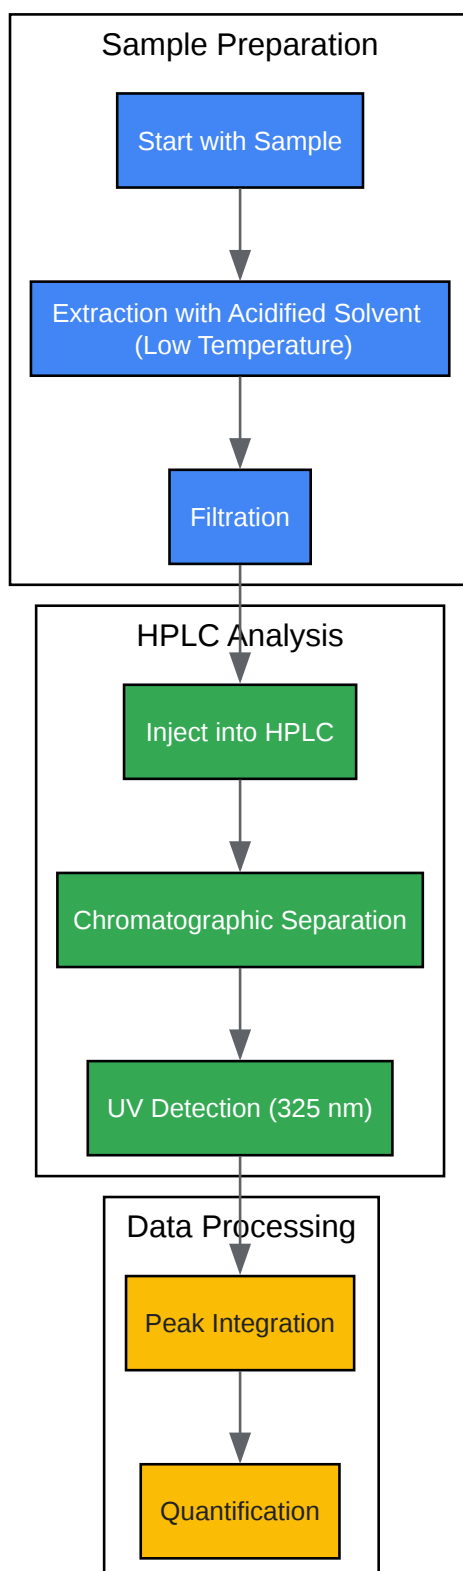 Sample Preparation
Start with Sample
Extraction with Acidified Solvent
(Low Temperature)
Filtration
HPLC Analysis
Inject into HPLC
Chromatographic Separation
UV Detection (325 nm)
Data Processing
Peak Integration
Quantification